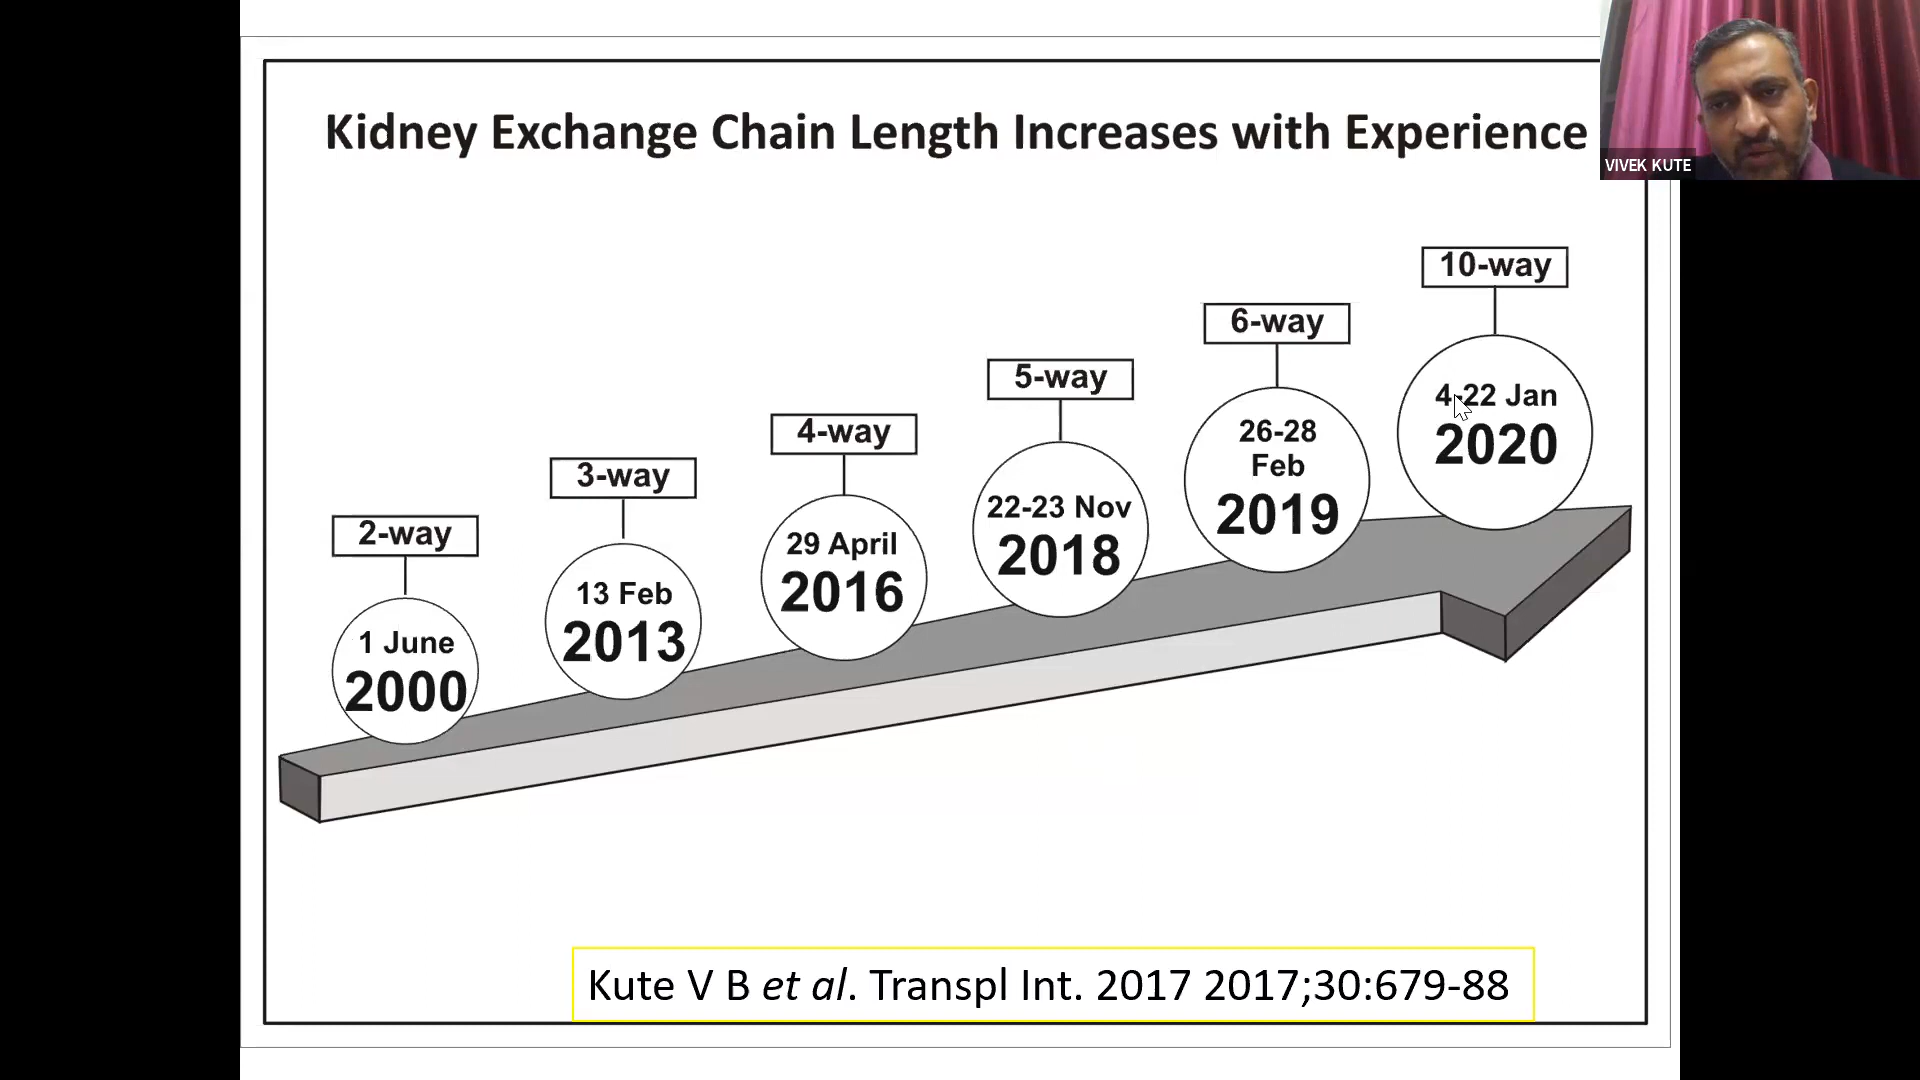 Kidney Exchange Chain Length Increases with Experience
VIVEK KUTE
2-way
1 June
2000
3-way
13 Feb
2013
4-way
29 April
2016
5-way
22-23 Nov
2018
6-way
26-28
Feb
2019
10-way
4-22 Jan
2020
Kute V B et al. Transpl Int. 2017 2017;30:679-88